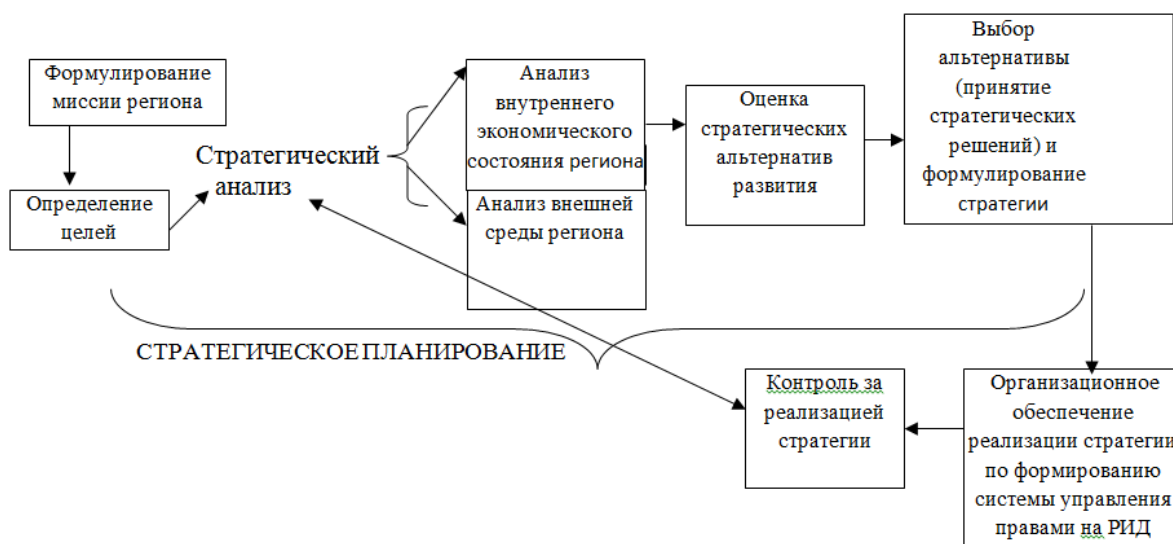 Формулирование
миссии региона
Определение
целей
Стратегический
анализ
Анализ
внутреннего
экономического
состояния региона
Анализ внешней
среды региона
Оценка
стратегических
альтернатив
развития
Выбор
альтернативы
(принятие
стратегических
решений) и
формулирование
стратегии
СТРАТЕГИЧЕСКОЕ ПЛАНИРОВАНИЕ
Контроль за
реализацией
стратегии
Организационное
обеспечение
реализации стратегии
по формированию
системы управления
правами на РИД